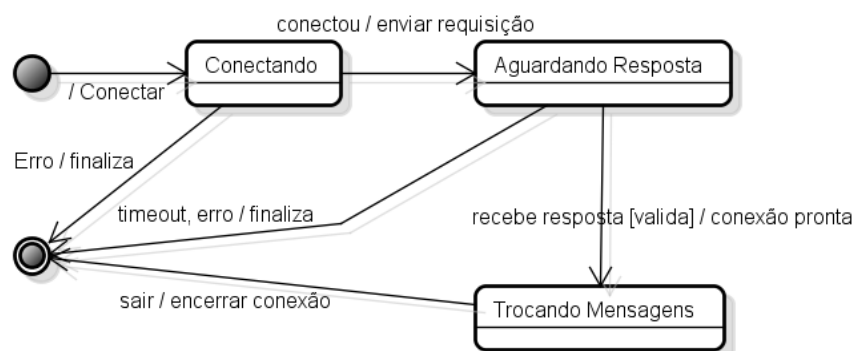 conectou / enviar requisição
Conectando
Aguardando Resposta
/ Conectar
Erro / finaliza
timeout, erro / finaliza
recebe resposta [valida] / conexão pronta
sair / encerrar conexão
Trocando Mensagens